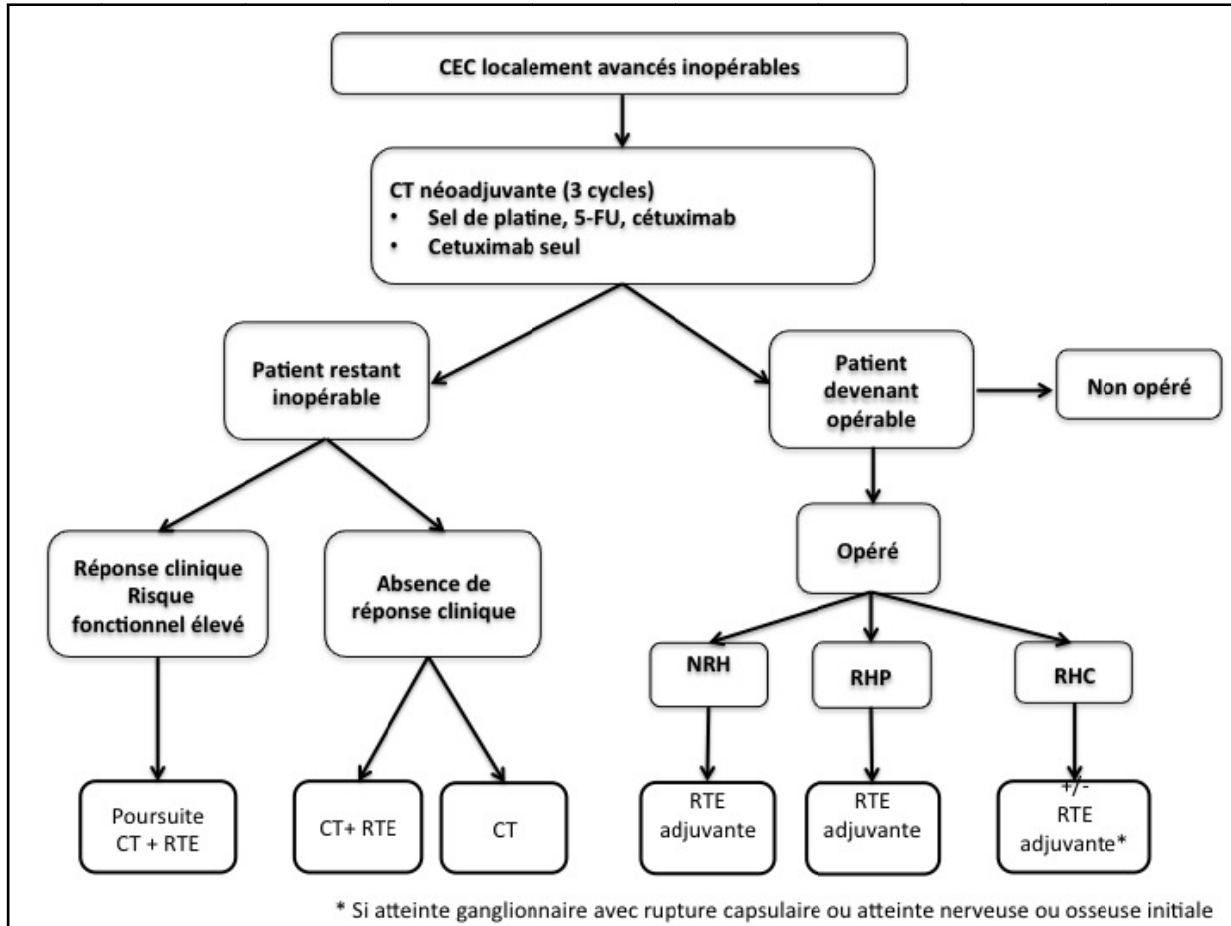 CEC localement avancés inopérables
CT néoadjuvante (3 cycles)
• Sel de platine, 5-FU, cétuximab
• Cetuximab seul
Patient restant
inopérable
Patient
devenant
opérable
Non opéré
Réponse clinique
Risque
fonctionnel élevé
Absence de
réponse clinique
Opéré
NRH
RHP
RHC
Poursuite
CT + RTE
CT+ RTE
CT
RTE
adjuvante
RTE
adjuvante
+/-
RTE
adjuvante*
* Si atteinte ganglionnaire avec rupture capsulaire ou atteinte nerveuse ou osseuse initiale